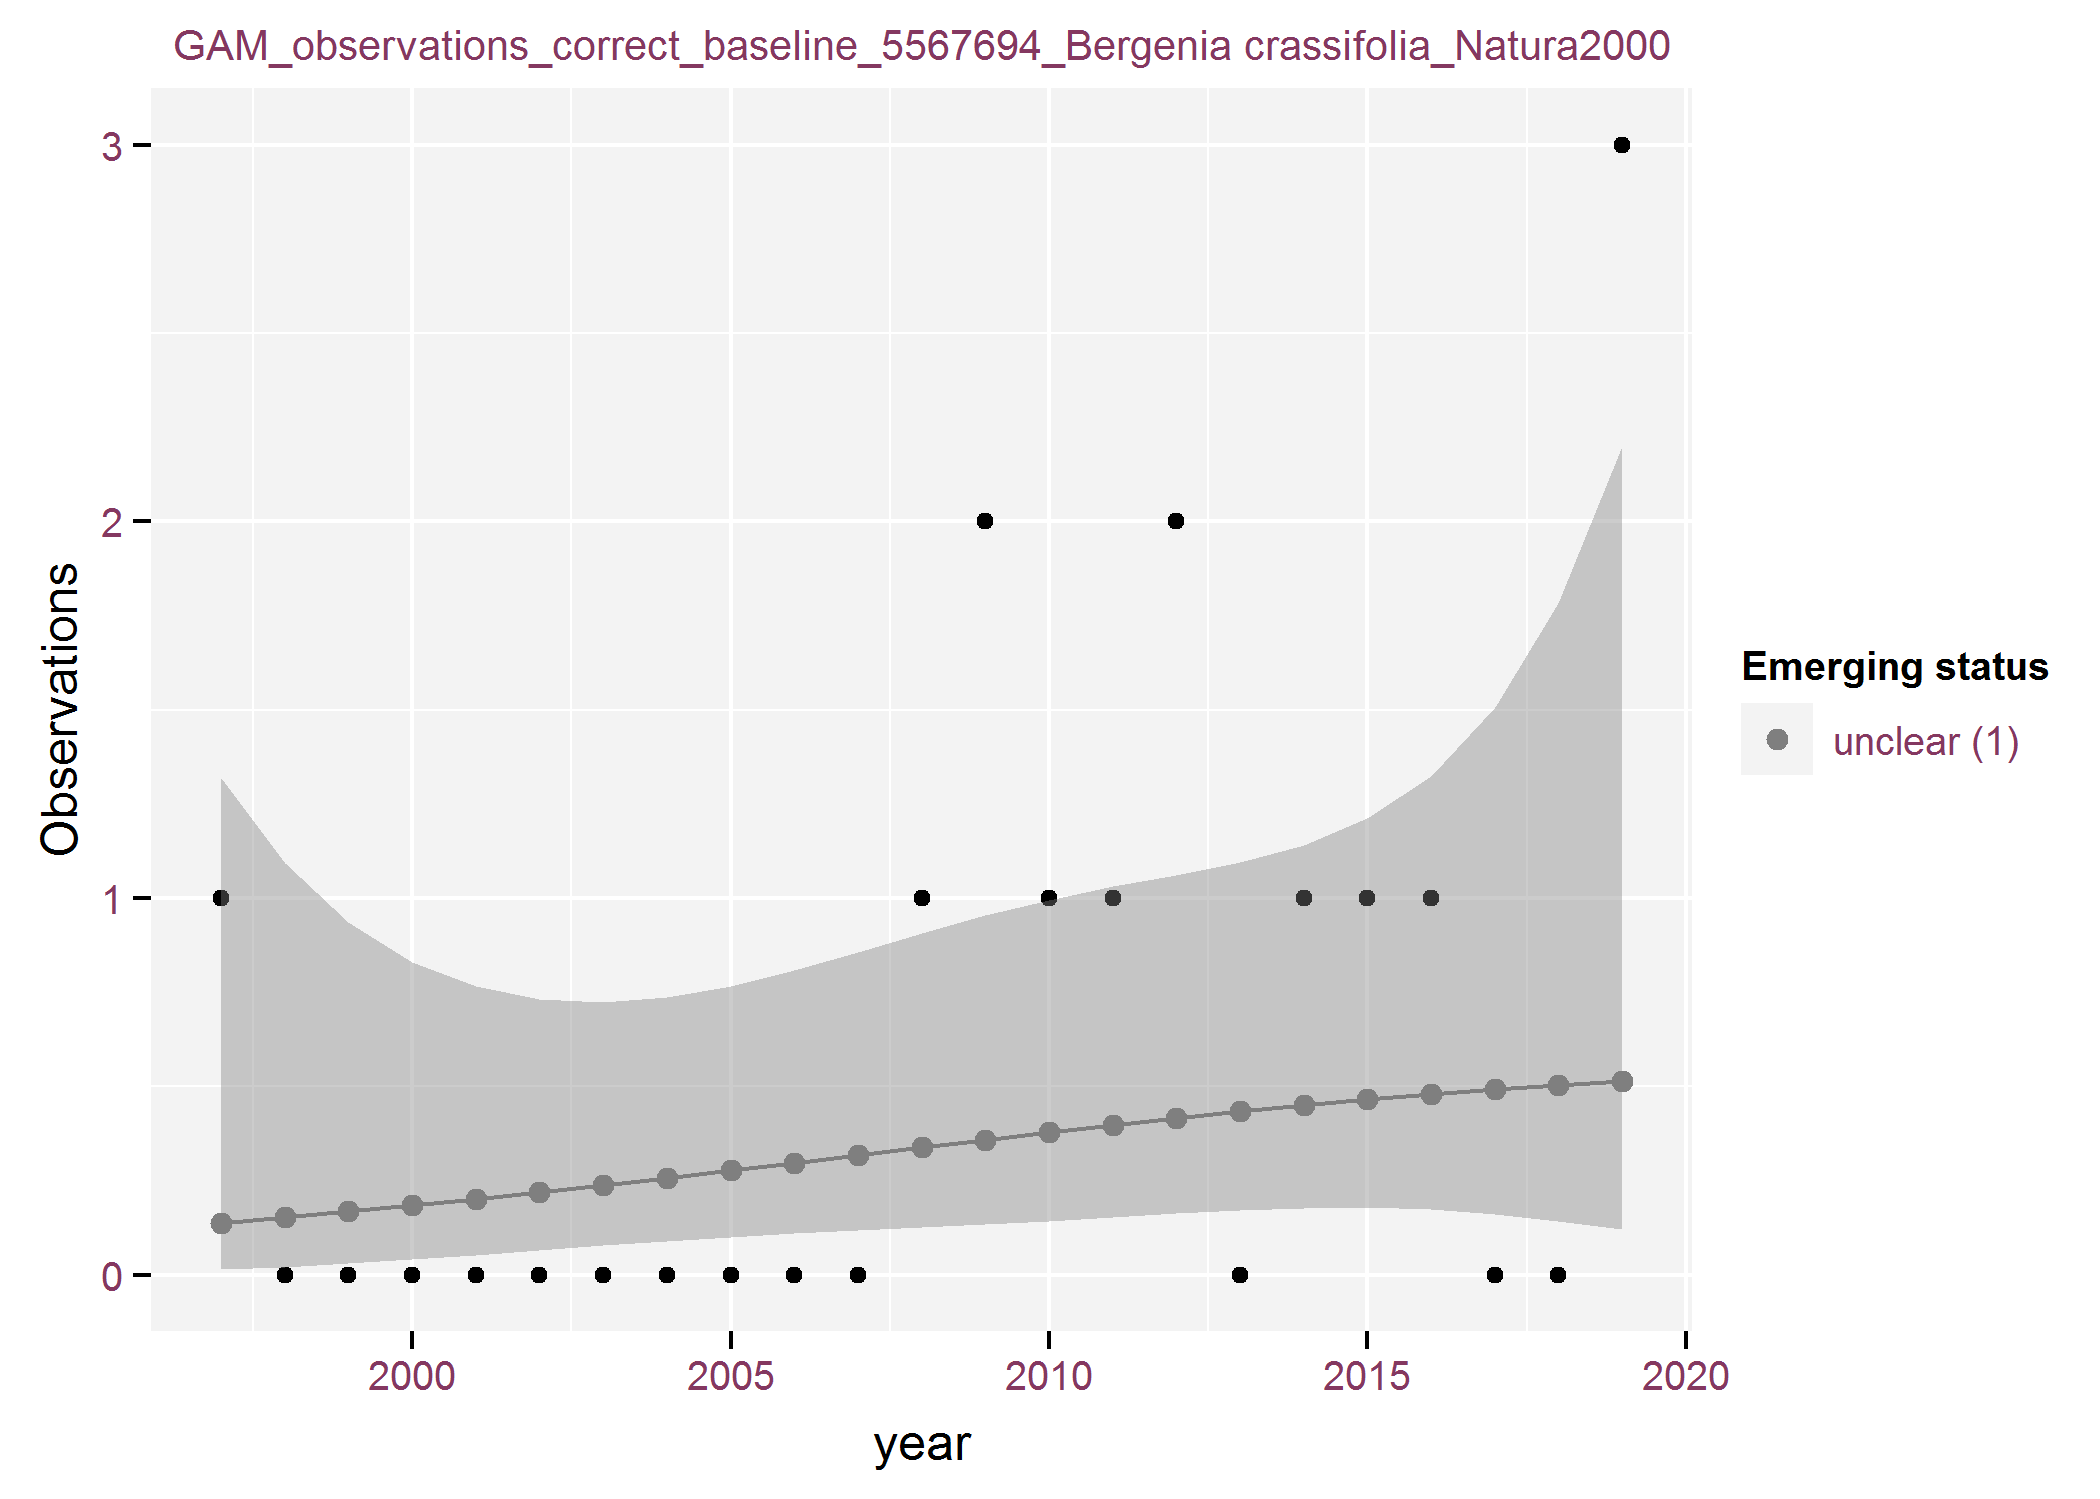 GAM_observations_correct_baseline_5567694_Bergenia crassifolia_Natura2000
3
2
1
0
Observations
2000 2005 2010 2015 2020
year
Emerging status
unclear (1)